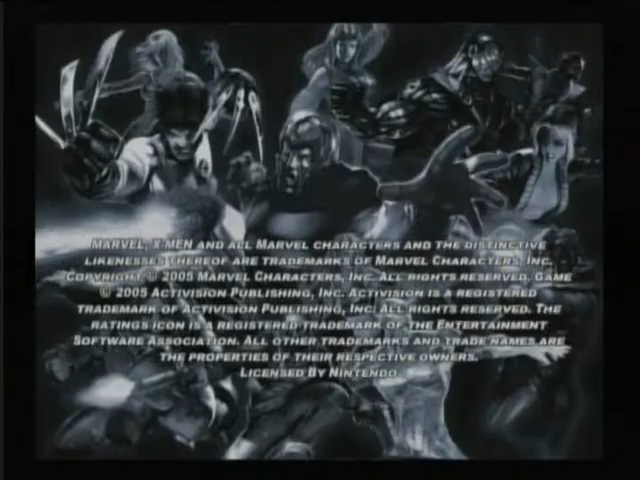 MARVEL, X-MEN AND ALL MARVEL CHARACTERS AND THE DISTINCTIVE
LIKENESSES THEREOF ARE TRADEMARKS OF MARVEL CHARACTERS, INC.
COPYRIGHT © 2005 MARVEL CHARACTERS, INC. ALL RIGHTS RESERVED. GAME
© 2005 ACTIVISION PUBLISHING, INC. ACTIVISION IS A REGISTERED
TRADEMARK OF ACTIVISION PUBLISHING, INC. ALL RIGHTS RESERVED. THE
RATINGS ICON IS A REGISTERED TRADEMARK OF THE ENTERTAINMENT
SOFTWARE ASSOCIATION. ALL OTHER TRADEMARKS AND TRADE NAMES ARE
THE PROPERTIES OF THEIR RESPECTIVE OWNERS.
LICENSED BY NINTENDO